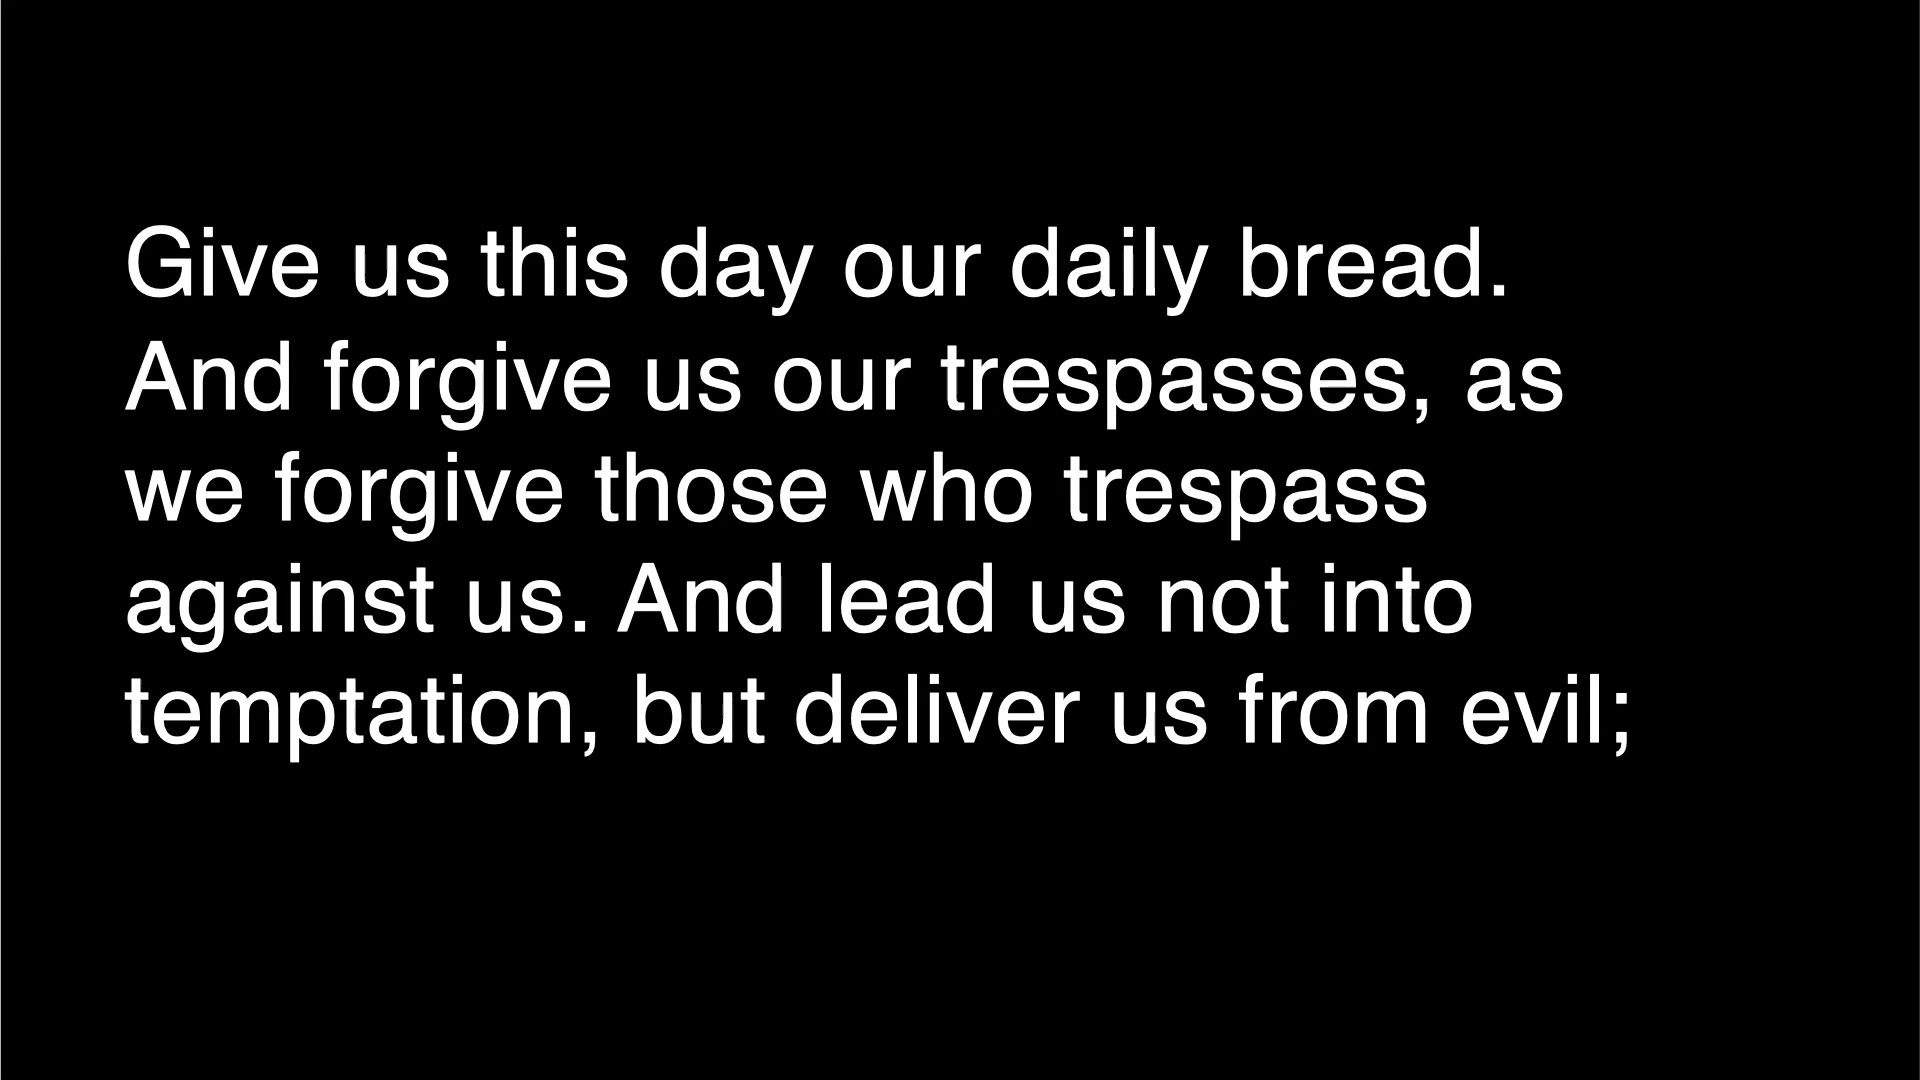 Give us this day our daily bread.
And forgive us our trespasses, as
we forgive those who trespass
against us. And lead us not into
temptation, but deliver us from evil;